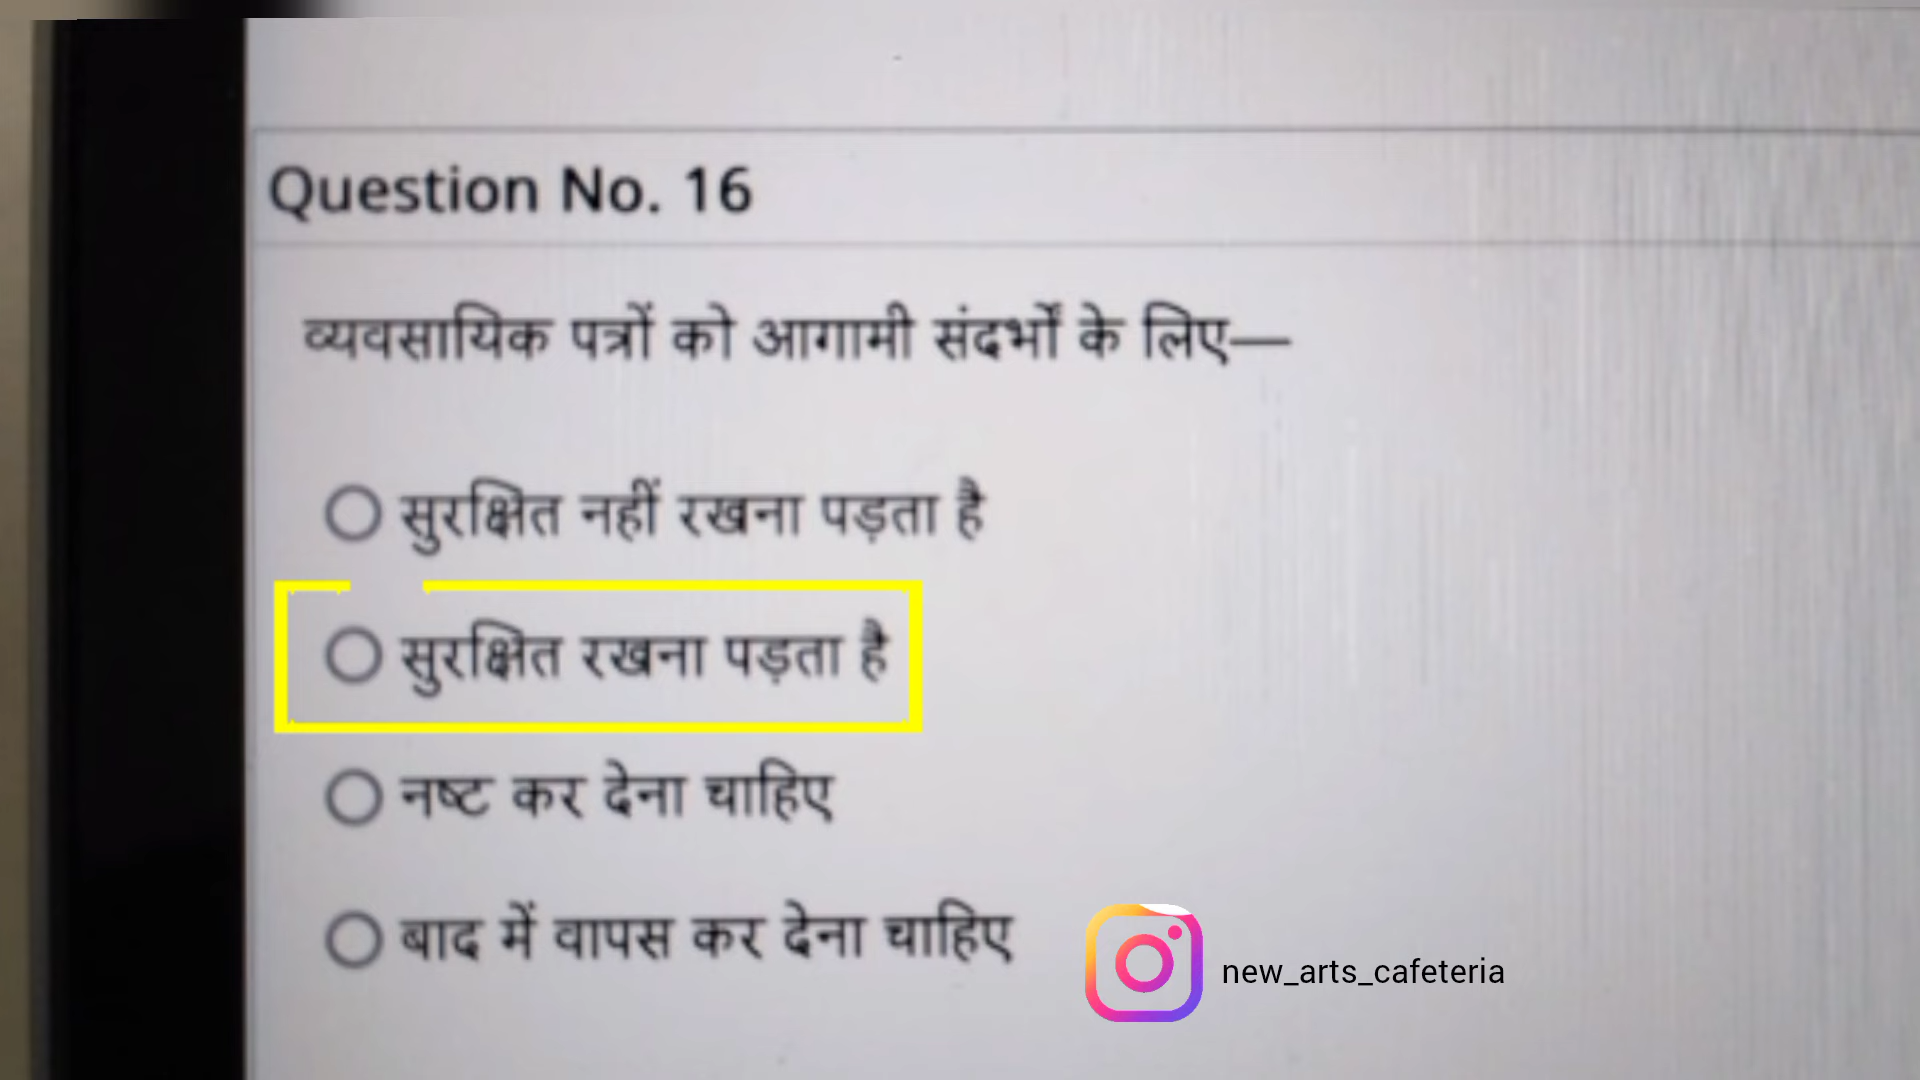 Question No. 16
व्यवसायिक पत्रों को आगामी संदर्भों के लिए—
सुरक्षित नहीं रखना पड़ता है
सुरक्षित रखना पड़ता है
नष्ट कर देना चाहिए
बाद में वापस कर देना चाहिए
new_arts_cafeteria